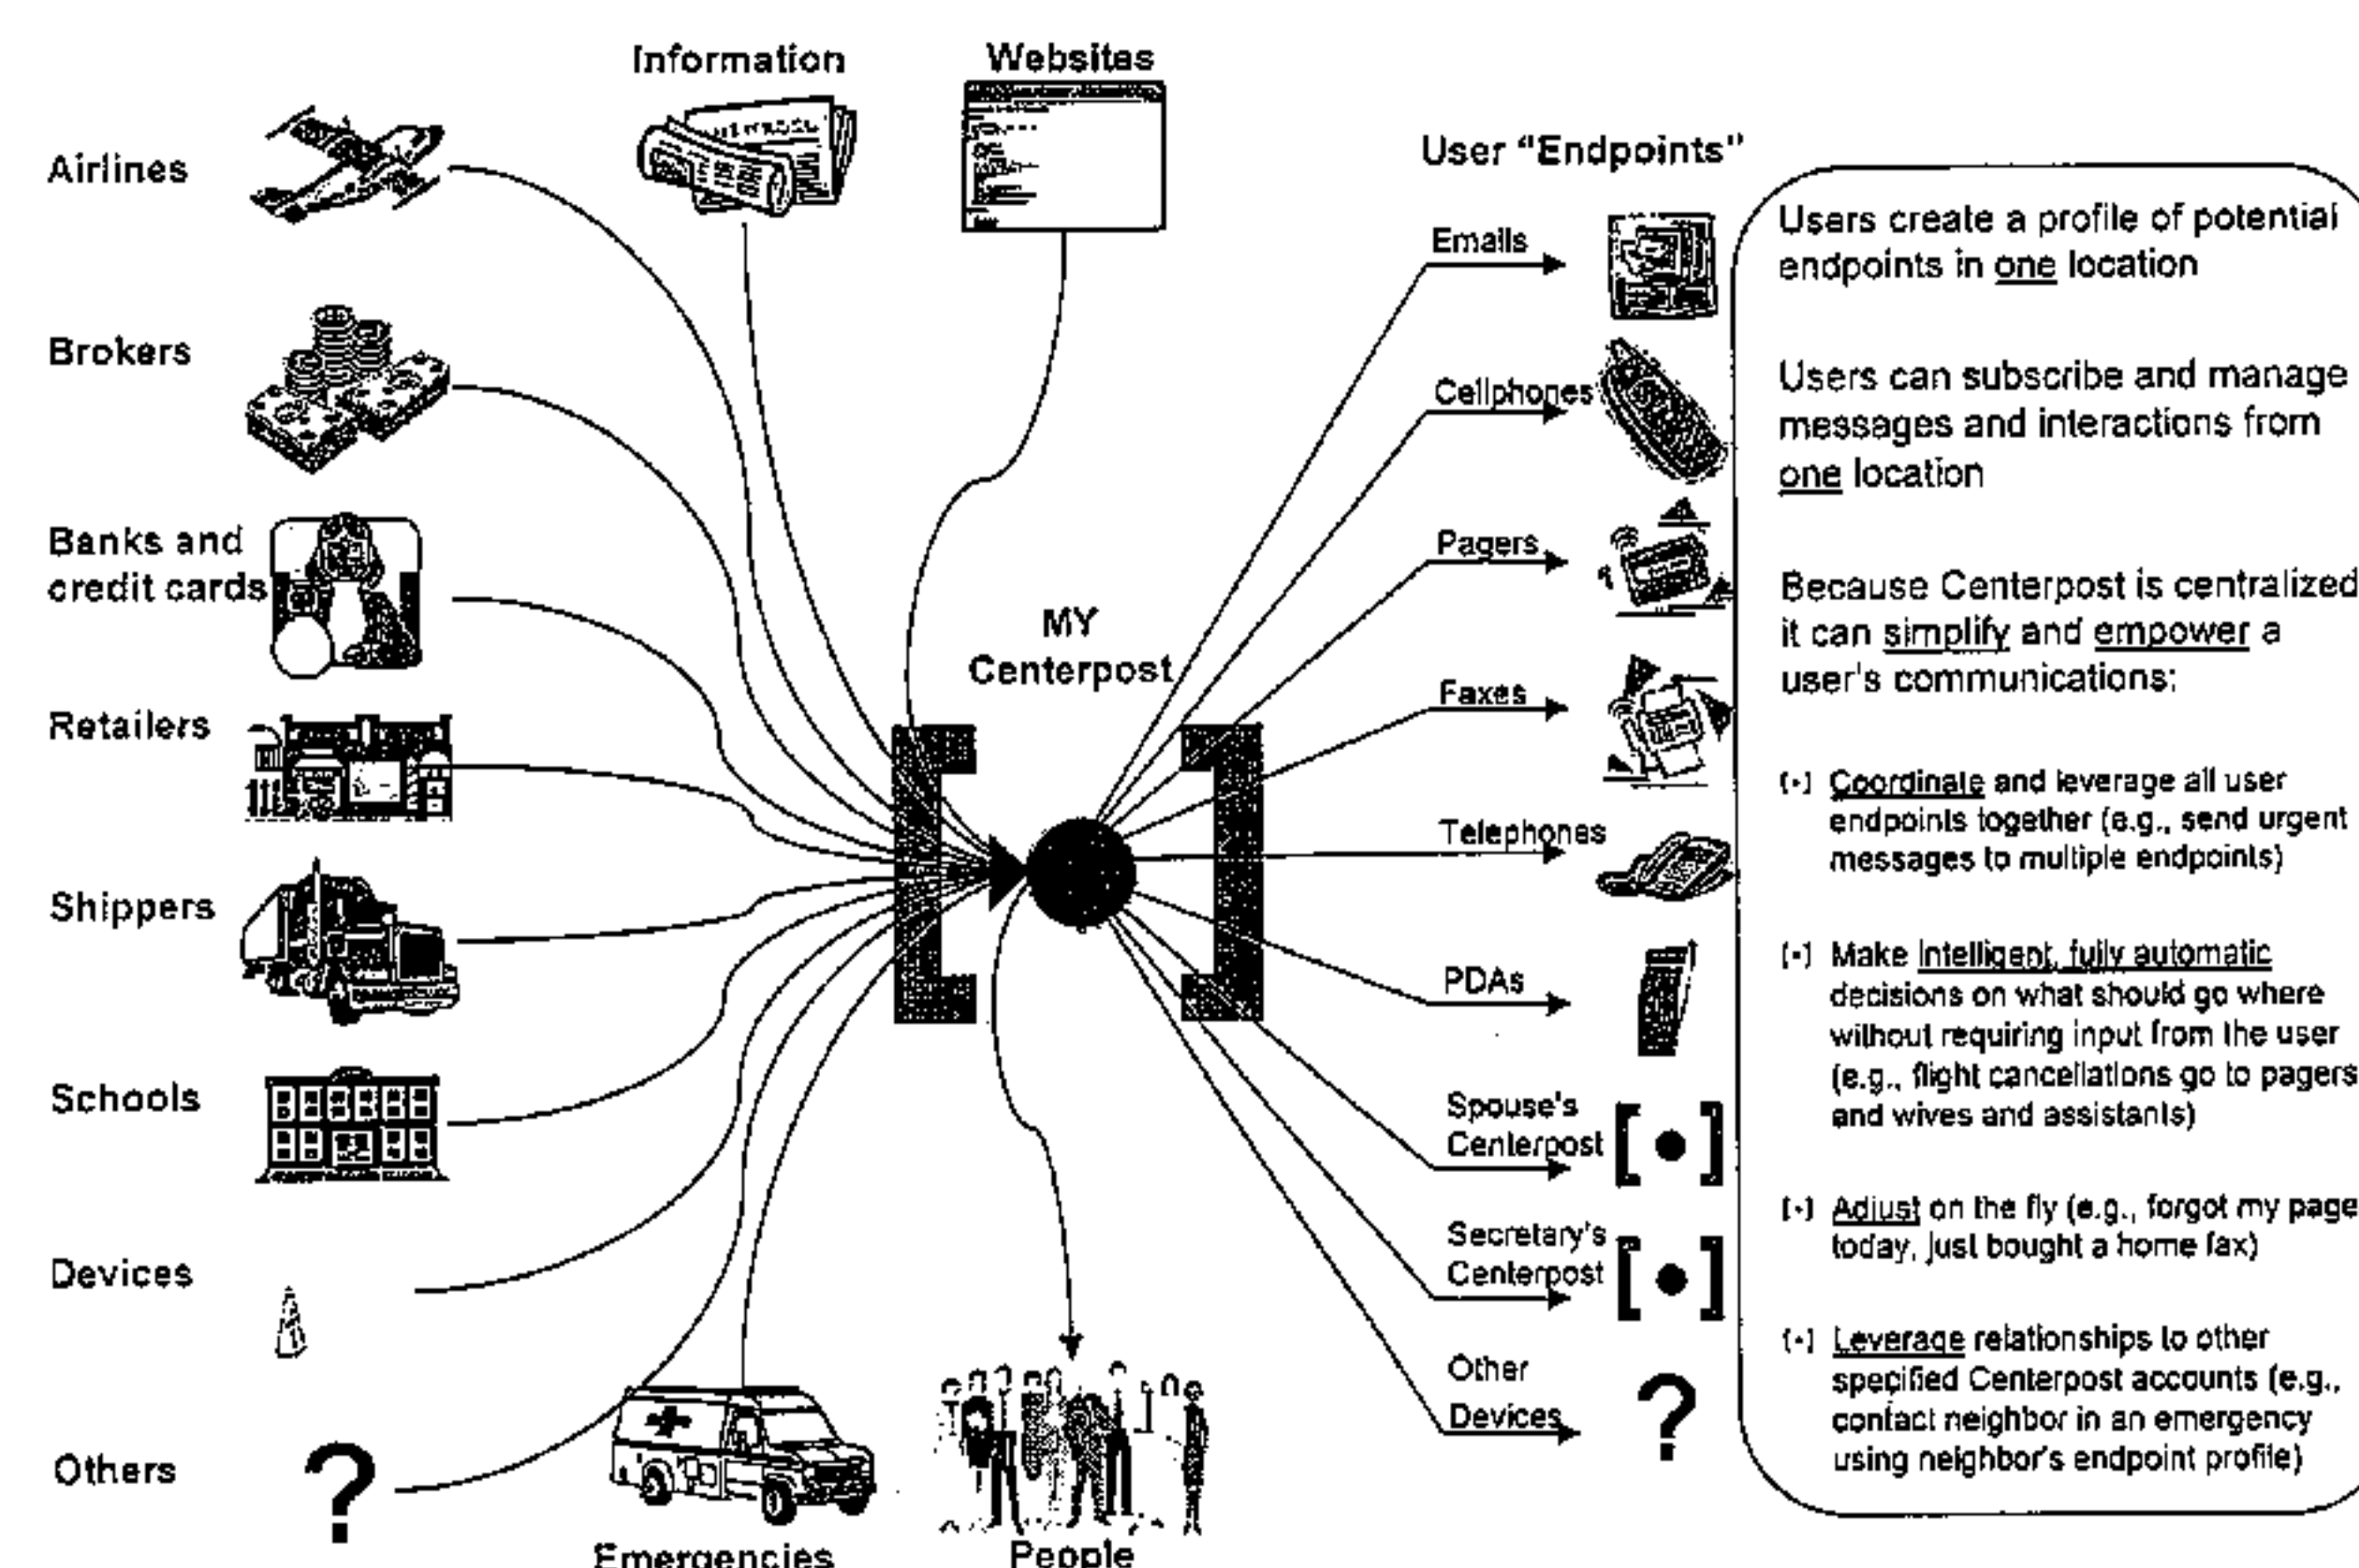 Information
Websites
Airlines
Brokers
Banks and
credit cards
Retailers
Shippers
Schools
Devices
Others
Emergencies
People
MY
Centerpost
User “Endpoints”
Emails
Cellphones
Pagers
Faxes
Telephones
PDAs
Spouse's
Centerpost
Secretary's
Centerpost
Other
Devices
?
?
Users create a profile of potential
endpoints in one location
Users can subscribe and manage
messages and interactions from
one location
Because Centerpost is centralized
it can simplify and empower a
user's communications:
[•] Coordinate and leverage all user
endpoints together (e.g., send urgent
messages to multiple endpoints)
[•] Make intelligent, fully automatic
decisions on what should go where
without requiring input from the user
(e.g., flight cancellations go to pagers
and wives and assistants)
[•] Adjust on the fly (e.g., forgot my page
today, just bought a home fax)
[•] Leverage relationships to other
specified Centerpost accounts (e.g.,
contact neighbor in an emergency
using neighbor's endpoint profile)